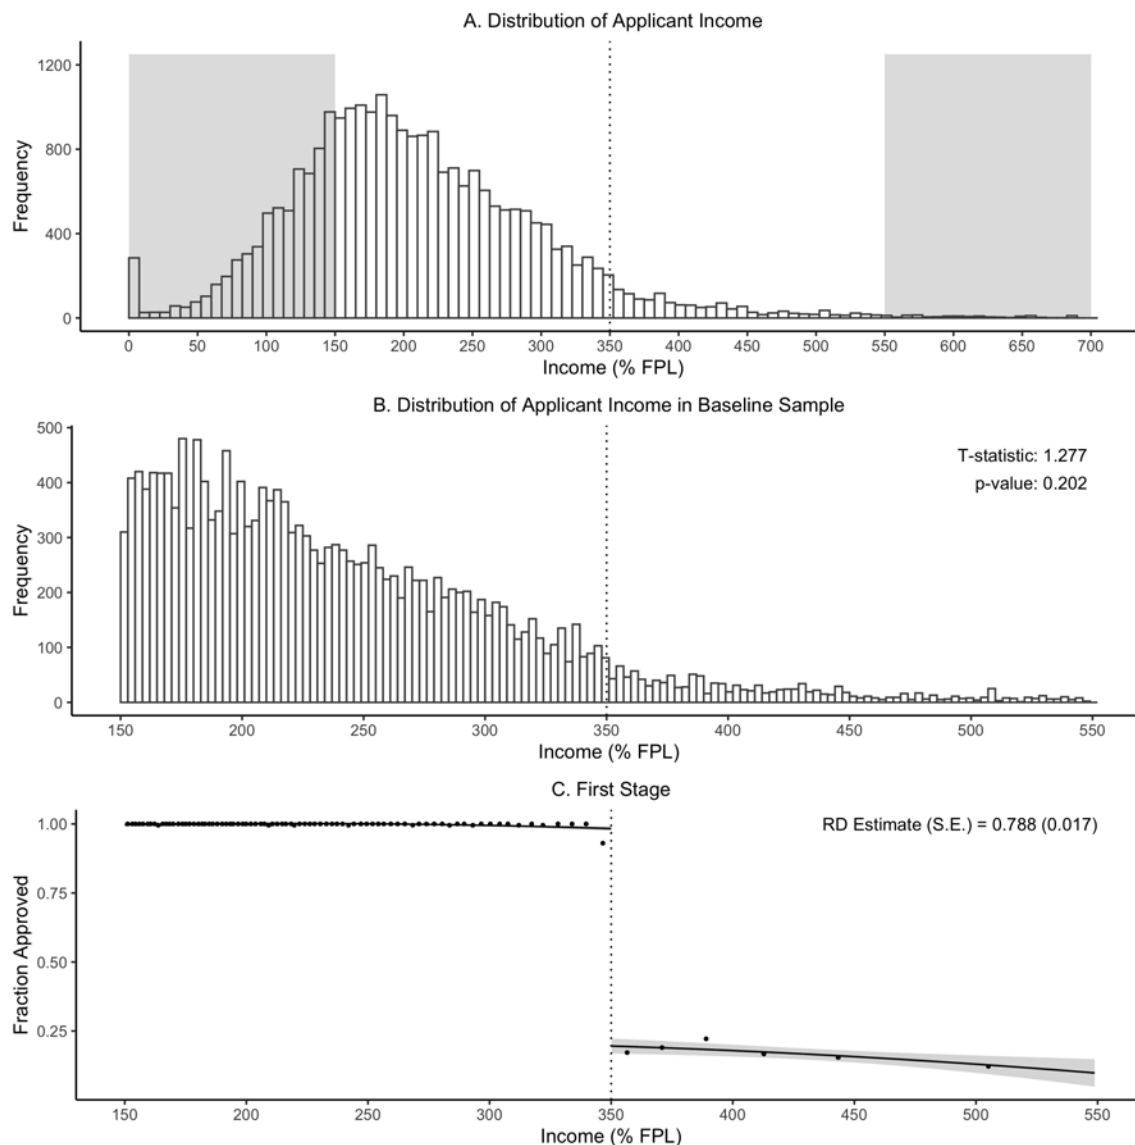 A. Distribution of Applicant Income
1200
800
400
0
Frequency
0 50 100 150 200 250 300 350 400 450 500 550 600 650 700
Income (% FPL)
B. Distribution of Applicant Income in Baseline Sample
500
400
300
200
100
0
Frequency
T-statistic: 1.277
p-value: 0.202
150 200 250 300 350 400 450 500 550
Income (% FPL)
C. First Stage
1.00
0.75
0.50
0.25
Fraction Approved
RD Estimate (S.E.) = 0.788 (0.017)
150 200 250 300 350 400 450 500 550
Income (% FPL)